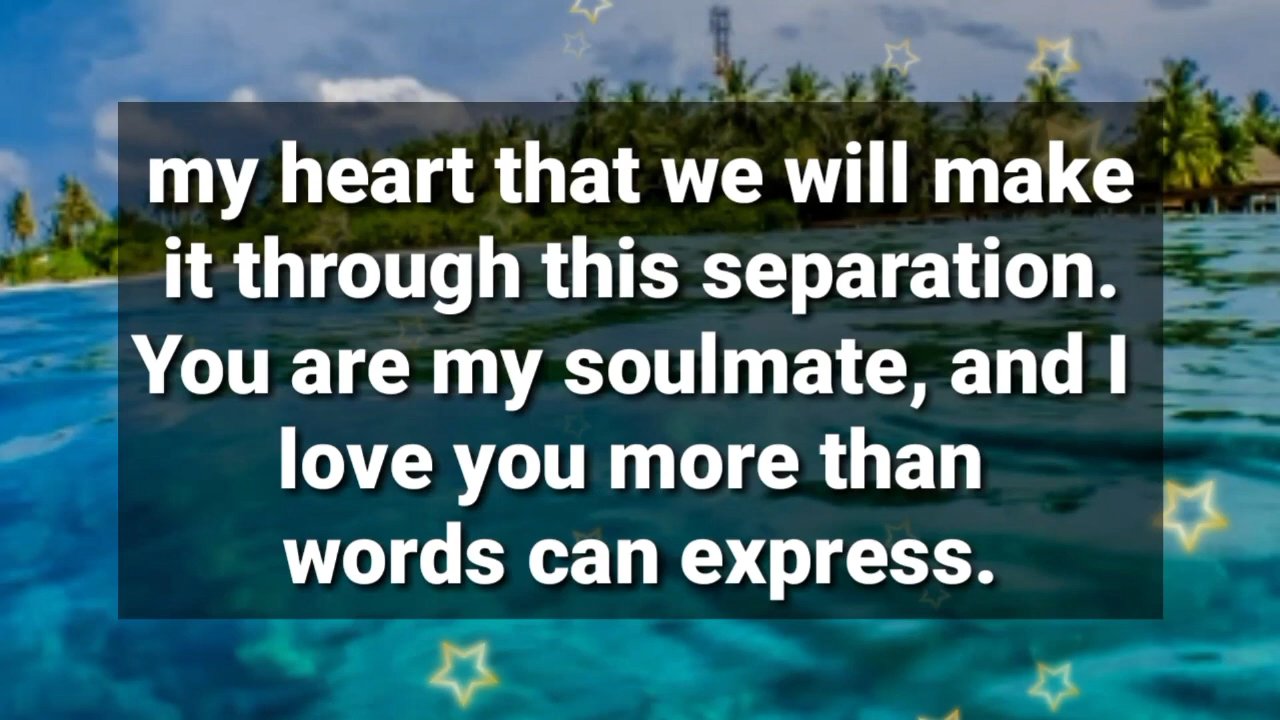 my heart that we will make
it through this separation.
You are my soulmate, and I
love you more than
words can express.